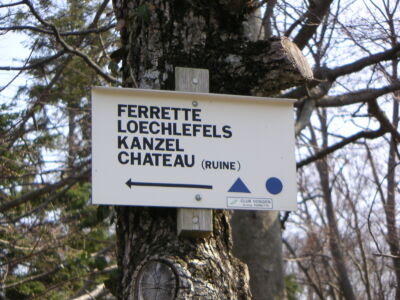 FERRETTE
LOECHLEFELS
KANZEL
CHATEAU (RUINE)
CLUB VOSGIEN